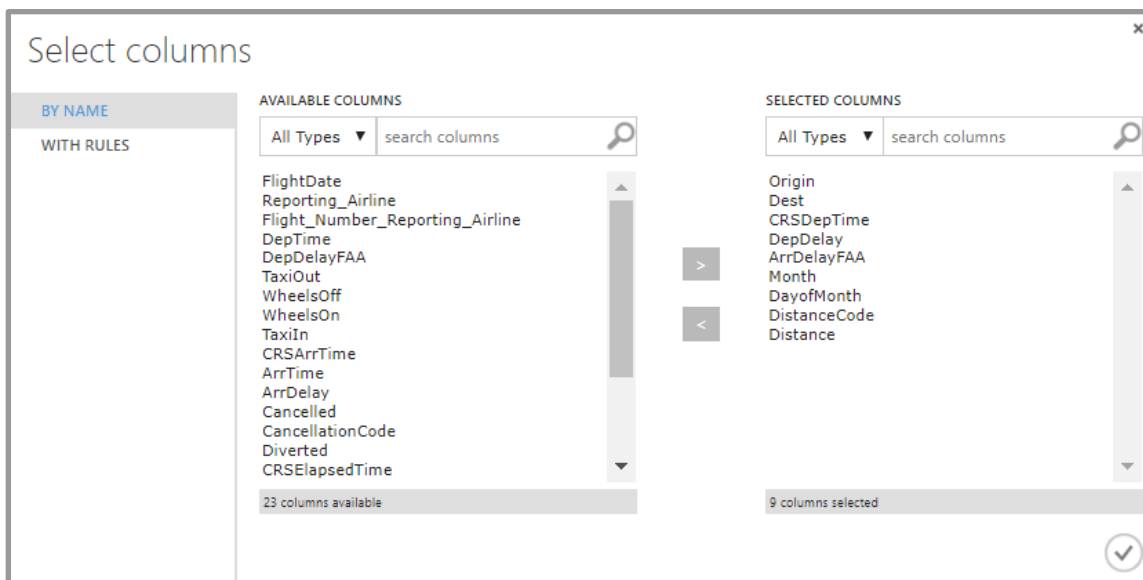 Select columns
BY NAME
WITH RULES
AVAILABLE COLUMNS
All Types ▼ search columns
FlightDate
Reporting_Airline
Flight_Number_Reporting_Airline
DepTime
DepDelayFAA
TaxiOut
WheelsOff
WheelsOn
TaxiIn
CRSArrTime
ArrTime
ArrDelay
Cancelled
CancellationCode
Diverted
CRSElapsedTime
23 columns available
>
<
SELECTED COLUMNS
All Types ▼ search columns
Origin
Dest
CRSDepTime
DepDelay
ArrDelayFAA
Month
DayofMonth
DistanceCode
Distance
9 columns selected